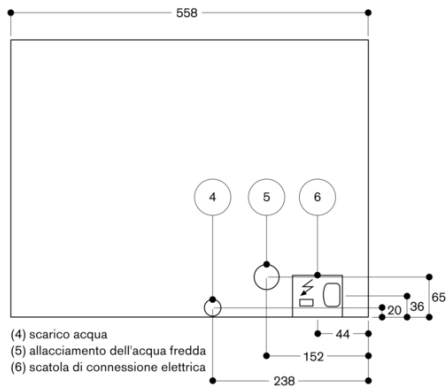 558
4 5 6
65
36
20
44
152
238
(4) scarico acqua
(5) allacciamento dell'acqua fredda
(6) scatola di connessione elettrica